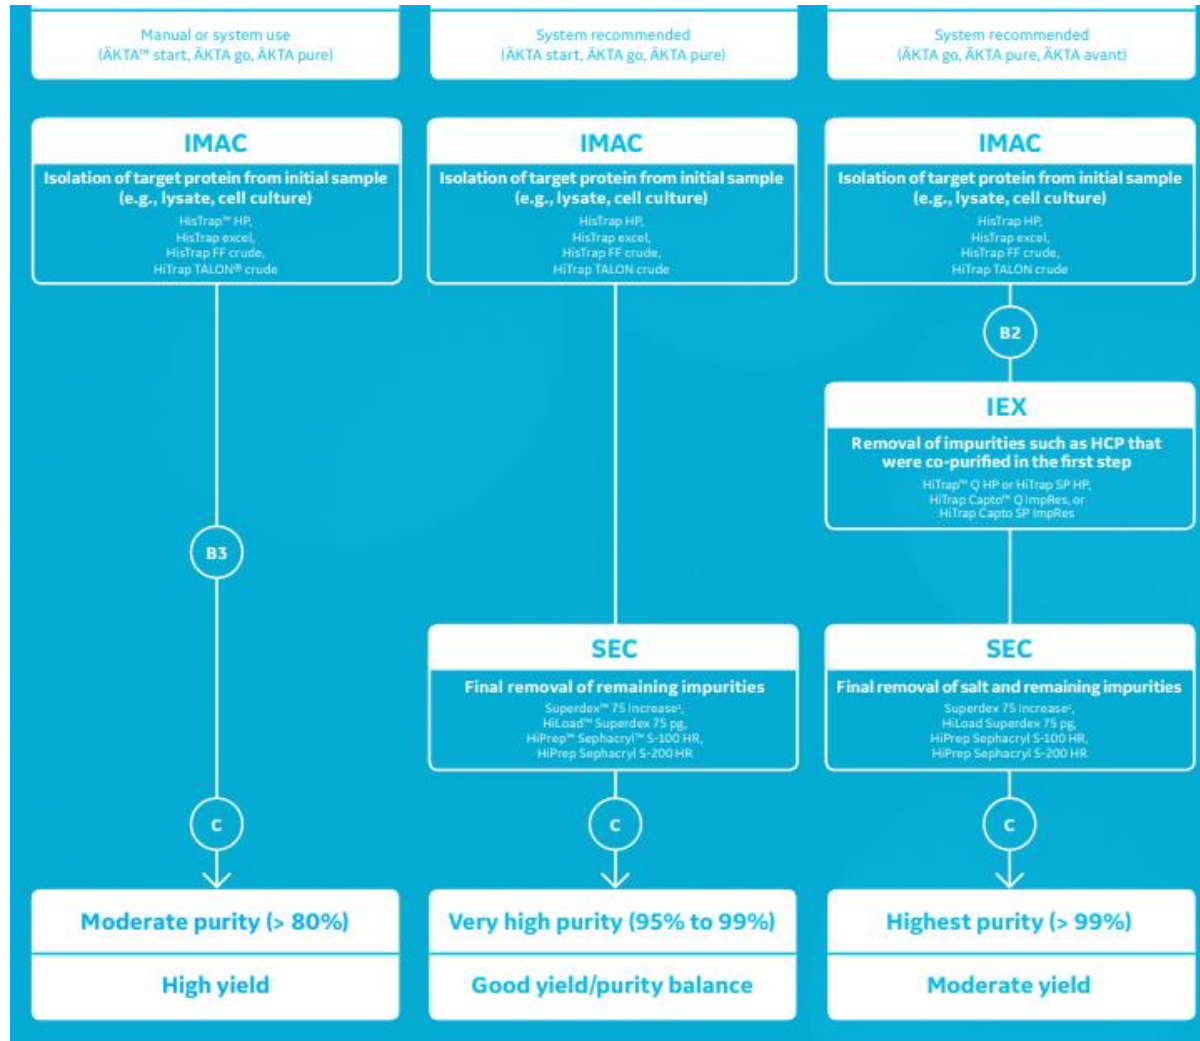 Manual or system use
(ÄKTA™ start, ÄKTA go, ÄKTA pure)
System recommended
(ÄKTA start, ÄKTA go, ÄKTA pure)
System recommended
(ÄKTA go, ÄKTA pure, ÄKTA avant)
IMAC
Isolation of target protein from initial sample
(e.g., lysate, cell culture)
HisTrap™ HP,
HisTrap excel,
HisTrap FF crude,
HiTrap TALON® crude
IMAC
Isolation of target protein from initial sample
(e.g., lysate, cell culture)
HisTrap HP,
HisTrap excel,
HisTrap FF crude,
HiTrap TALON crude
IMAC
Isolation of target protein from initial sample
(e.g., lysate, cell culture)
HisTrap HP,
HisTrap excel,
HisTrap FF crude,
HiTrap TALON crude
B2
IEX
Removal of impurities such as HCP that
were co-purified in the first step
HiTrap™ Q HP or HiTrap SP HP,
HiTrap Capto™ Q ImpRes, or
HiTrap Capto SP ImpRes
B3
SEC
Final removal of remaining impurities
Superdex™ 75 Increase¹,
HiLoad™ Superdex 75 pg,
HiPrep™ Sephacryl™ S-100 HR,
HiPrep Sephacryl S-200 HR
SEC
Final removal of salt and remaining impurities
Superdex 75 Increase¹,
HiLoad Superdex 75 pg,
HiPrep Sephacryl S-100 HR,
HiPrep Sephacryl S-200 HR
C
C
C
Moderate purity (> 80%)
High yield
Very high purity (95% to 99%)
Good yield/purity balance
Highest purity (> 99%)
Moderate yield